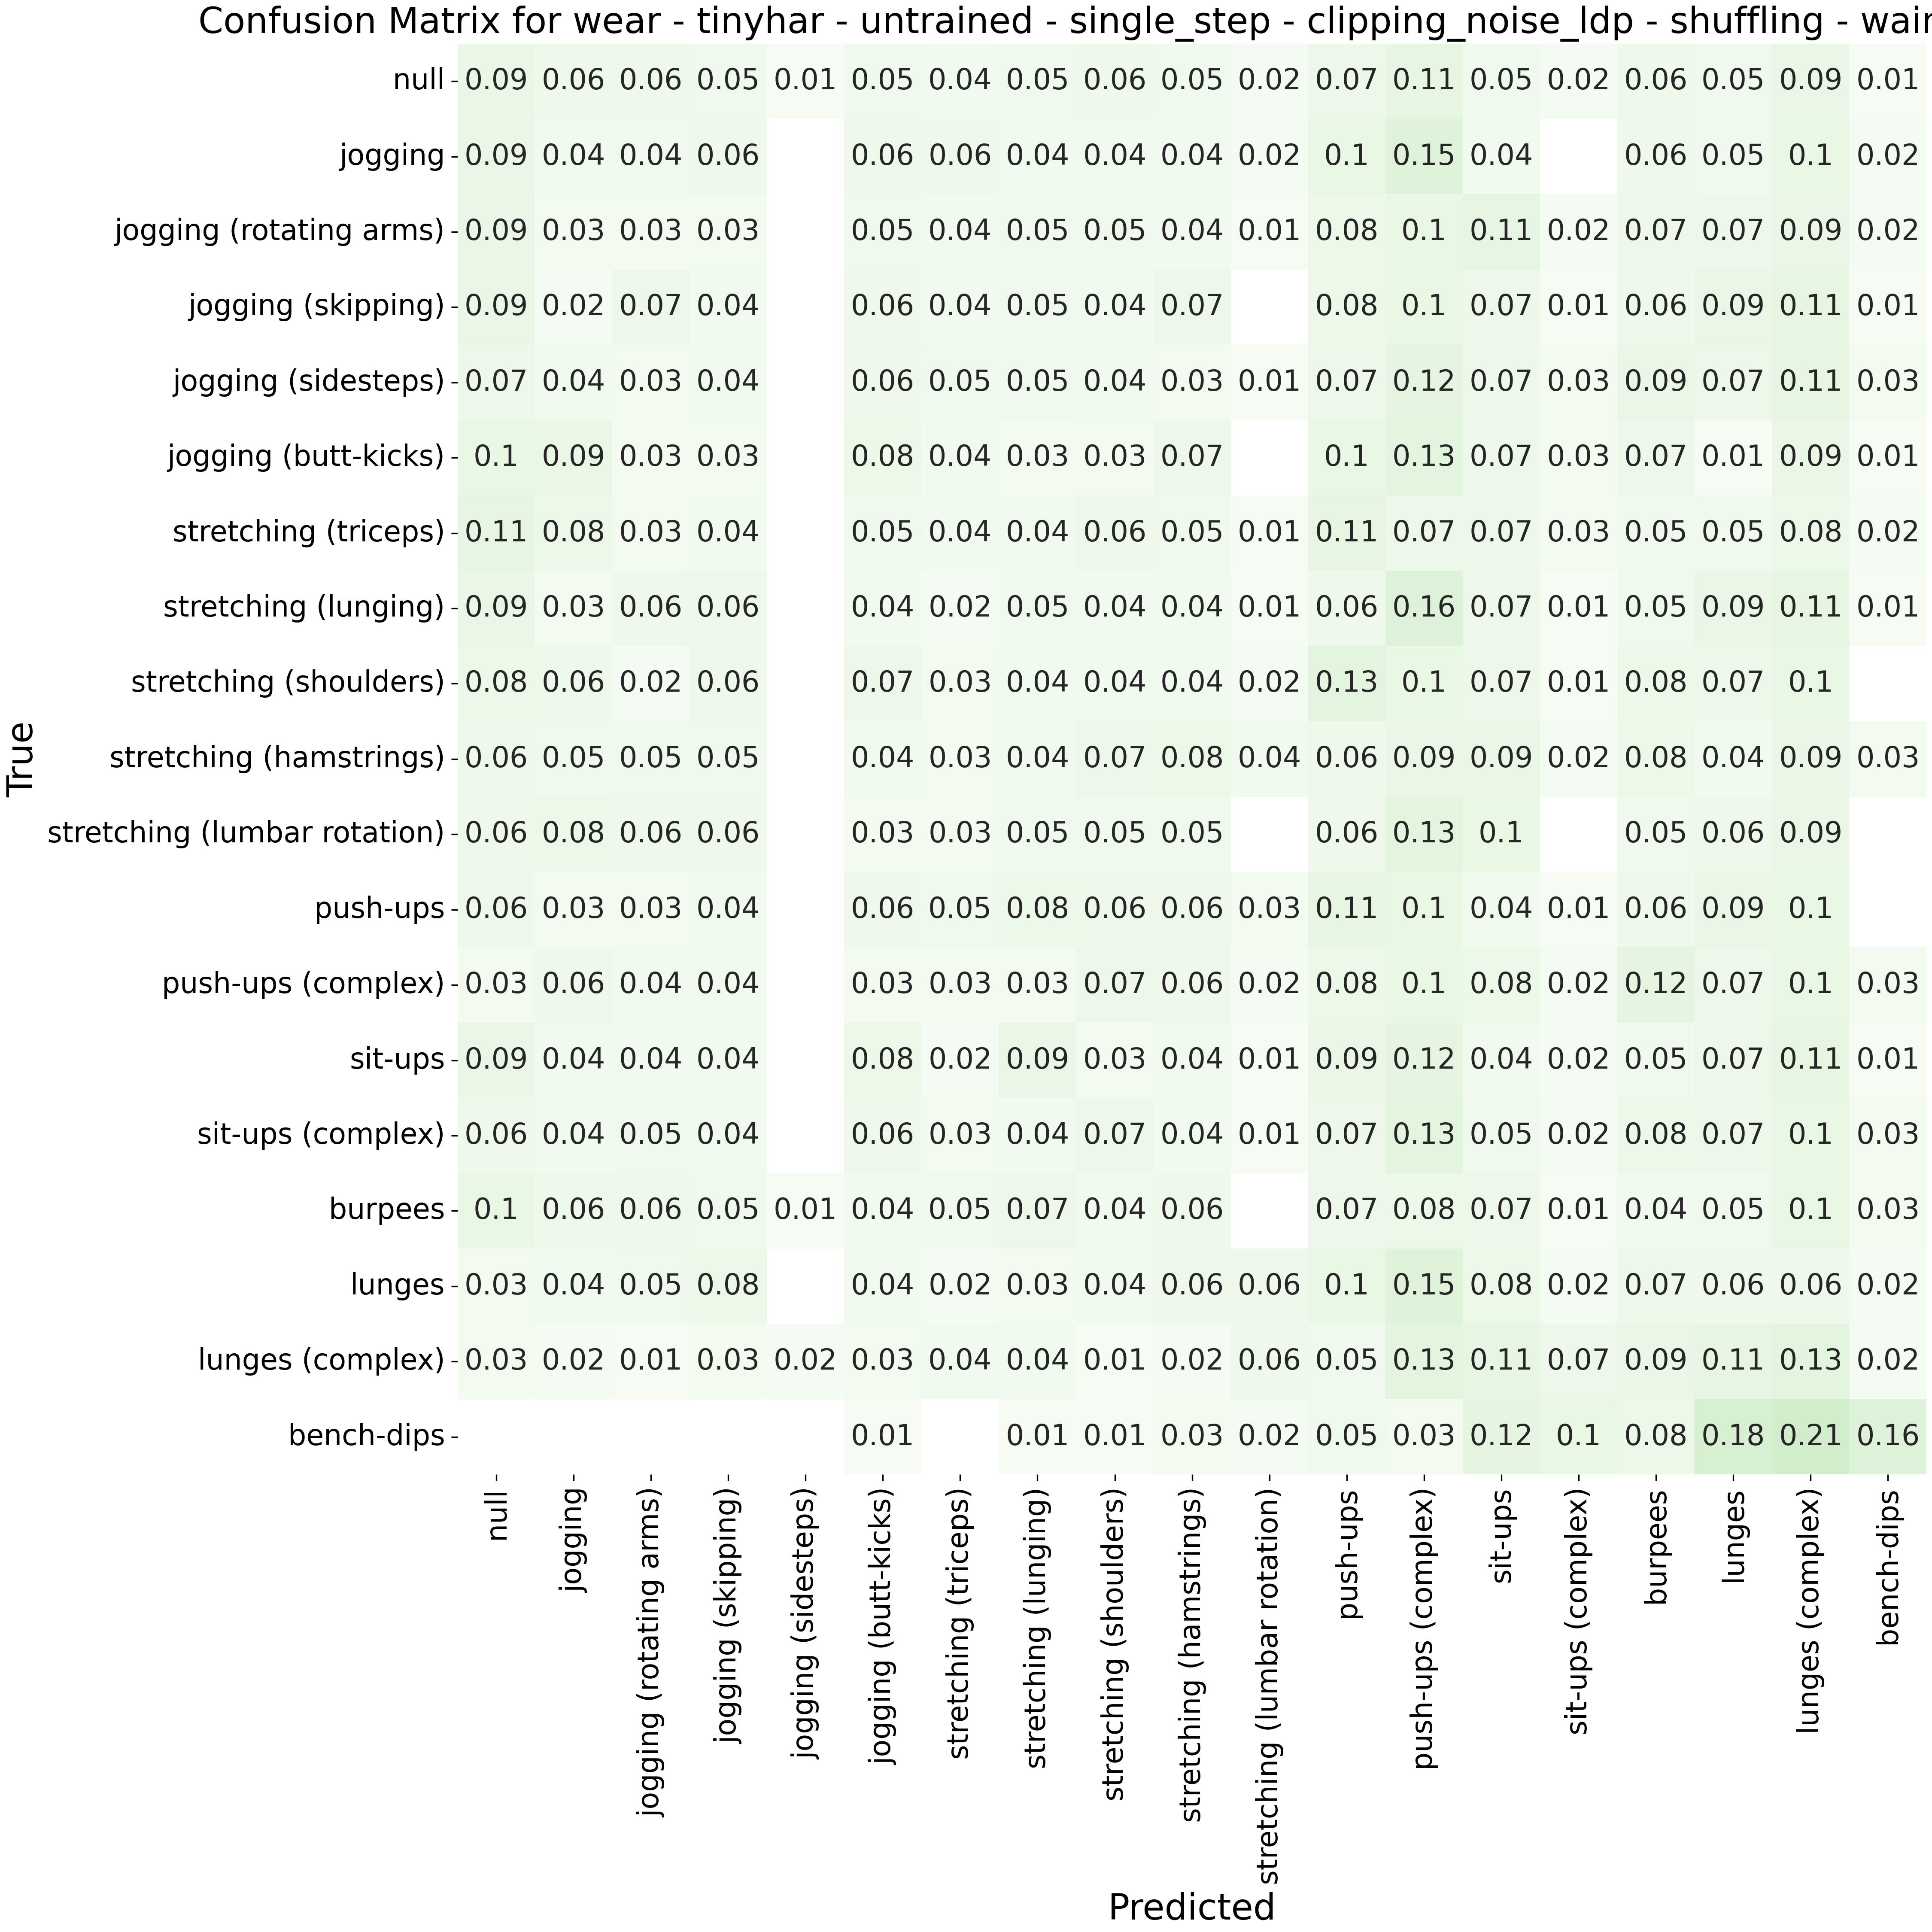 Confusion Matrix for wear - tinyhar - untrained - single_step - clipping_noise_ldp - shuffling -
null 0.09 0.06 0.06 0.05 0.01 0.05 0.04 0.05 0.06 0.05 0.02 0.07 0.11 0.05 0.02 0.06 0.05 0.09 0.01
jogging 0.09 0.04 0.04 0.06 0.06 0.06 0.04 0.04 0.04 0.02 0.1 0.15 0.04 0.06 0.05 0.1 0.02
jogging (rotating arms) 0.09 0.03 0.03 0.03 0.05 0.04 0.05 0.05 0.04 0.01 0.08 0.1 0.11 0.02 0.07 0.07 0.09 0.02
jogging (skipping) 0.09 0.02 0.07 0.04 0.06 0.04 0.05 0.04 0.07 0.08 0.1 0.07 0.01 0.06 0.09 0.11 0.01
jogging (sidesteps) 0.07 0.04 0.03 0.04 0.06 0.05 0.05 0.04 0.03 0.01 0.07 0.12 0.07 0.03 0.09 0.07 0.11 0.03
jogging (butt-kicks) 0.1 0.09 0.03 0.03 0.08 0.04 0.03 0.03 0.07 0.1 0.13 0.07 0.03 0.07 0.01 0.09 0.01
stretching (triceps) 0.11 0.08 0.03 0.04 0.05 0.04 0.04 0.06 0.05 0.01 0.11 0.07 0.07 0.03 0.05 0.05 0.08 0.02
stretching (lunging) 0.09 0.03 0.06 0.06 0.04 0.02 0.05 0.04 0.04 0.01 0.06 0.16 0.07 0.01 0.05 0.09 0.11 0.01
stretching (shoulders) 0.08 0.06 0.02 0.06 0.07 0.03 0.04 0.04 0.04 0.02 0.13 0.1 0.07 0.01 0.08 0.07 0.1
stretching (hamstrings) 0.06 0.05 0.05 0.05 0.04 0.03 0.04 0.07 0.08 0.04 0.06 0.09 0.09 0.02 0.08 0.04 0.09 0.03
stretching (lumbar rotation) 0.06 0.08 0.06 0.06 0.03 0.03 0.05 0.05 0.05 0.06 0.13 0.1 0.05 0.06 0.09
push-ups 0.06 0.03 0.03 0.04 0.06 0.05 0.08 0.06 0.06 0.03 0.11 0.1 0.04 0.01 0.06 0.09 0.1
push-ups (complex) 0.03 0.06 0.04 0.04 0.03 0.03 0.03 0.07 0.06 0.02 0.08 0.1 0.08 0.02 0.12 0.07 0.1 0.03
sit-ups 0.09 0.04 0.04 0.04 0.08 0.02 0.09 0.03 0.04 0.01 0.09 0.12 0.04 0.02 0.05 0.07 0.11 0.01
sit-ups (complex) 0.06 0.04 0.05 0.04 0.06 0.03 0.04 0.07 0.04 0.01 0.07 0.13 0.05 0.02 0.08 0.07 0.1 0.03
burpees 0.1 0.06 0.06 0.05 0.01 0.04 0.05 0.07 0.04 0.06 0.07 0.08 0.07 0.01 0.04 0.05 0.1 0.03
lunges 0.03 0.04 0.05 0.08 0.04 0.02 0.03 0.04 0.06 0.06 0.1 0.15 0.08 0.02 0.07 0.06 0.06 0.02
lunges (complex) 0.03 0.02 0.01 0.03 0.02 0.03 0.04 0.04 0.01 0.02 0.06 0.05 0.13 0.11 0.07 0.09 0.11 0.13 0.02
bench-dips 0.01 0.01 0.01 0.03 0.02 0.05 0.03 0.12 0.1 0.08 0.18 0.21 0.16
True
null
jogging
jogging (rotating arms)
jogging (skipping)
jogging (sidesteps)
jogging (butt-kicks)
stretching (triceps)
stretching (lunging)
stretching (shoulders)
stretching (hamstrings)
stretching (lumbar rotation)
push-ups
push-ups (complex)
sit-ups
sit-ups (complex)
burpees
lunges
lunges (complex)
bench-dips
Predicted